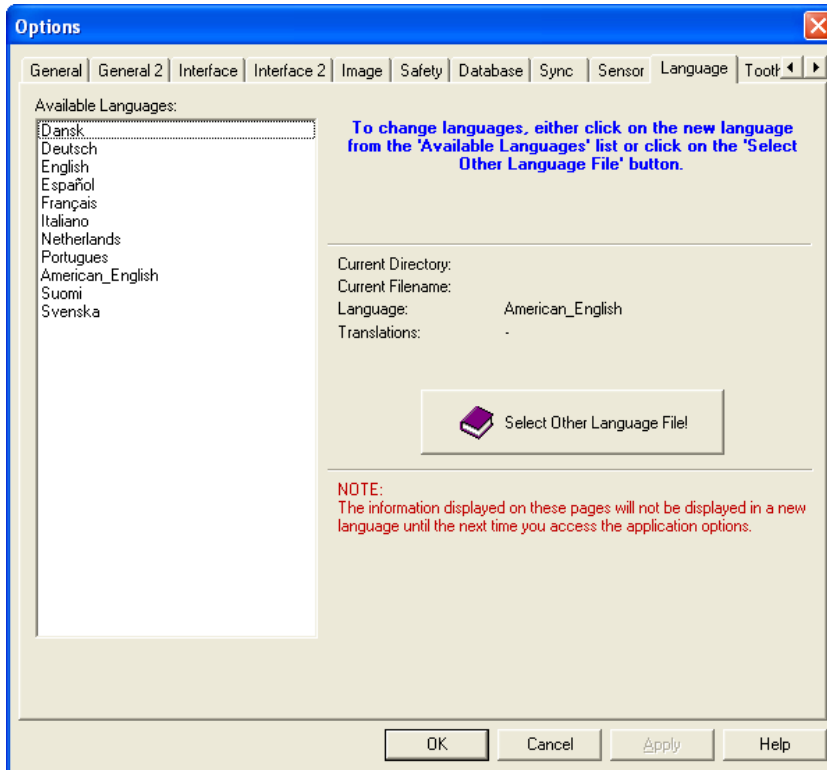 Options
General General 2 Interface Interface 2 Image Safety Database Sync Sensor Language Tooth
Available Languages:
Dansk
Deutsch
English
Español
Français
Italiano
Netherlands
Portugues
American_English
Suomi
Svenska
To change languages, either click on the new language
from the 'Available Languages' list or click on the 'Select
Other Language File' button.
Current Directory:
Current Filename:
Language: American_English
Translations: -
Select Other Language File!
NOTE:
The information displayed on these pages will not be displayed in a new
language until the next time you access the application options.
OK Cancel Apply Help